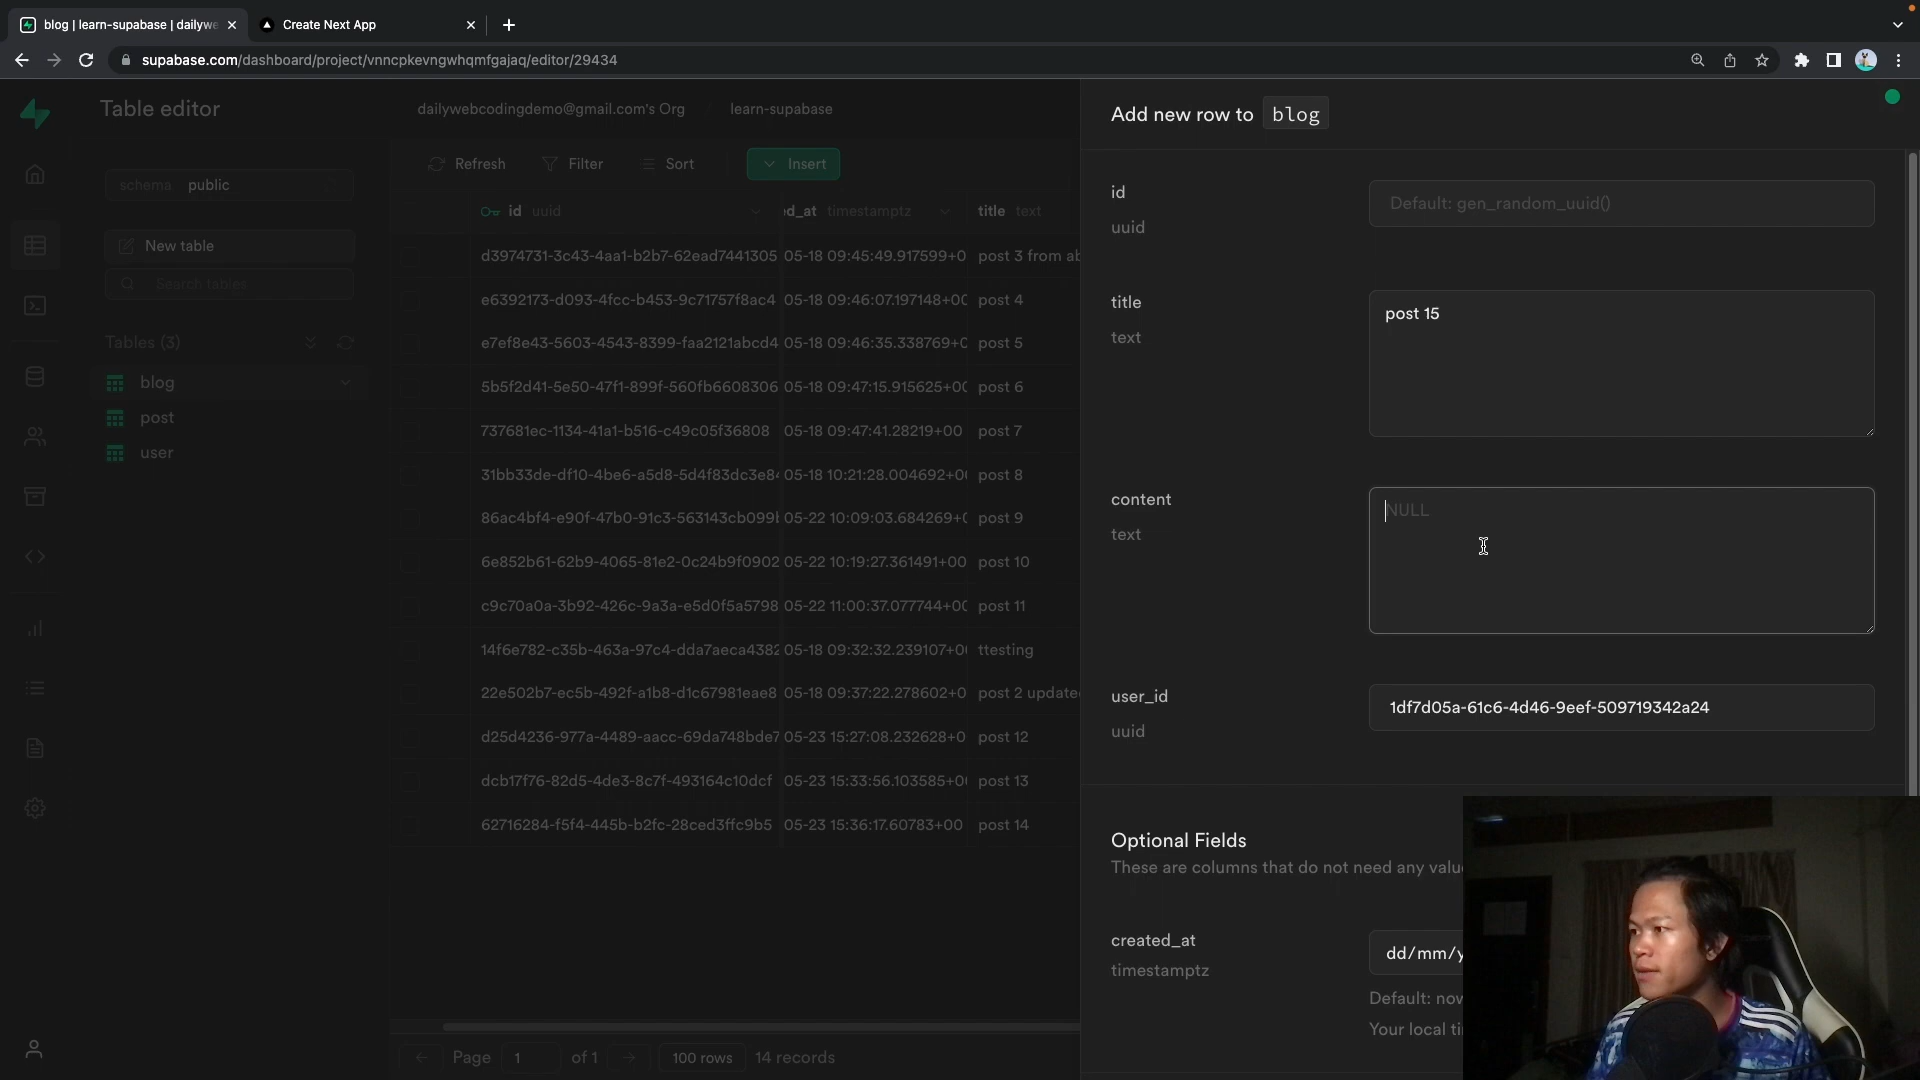 blog | learn-supabase | dailywe
Create Next App
supabase.com/dashboard/project/vnncpkevngwhqmfgajaq/editor/29434
Table editor
dailywebcodingdemo@gmail.com's Org / learn-supabase
Add new row to blog
schema public
Refresh Filter Sort Insert
New table
Search tables
Tables (3)
blog
post
user
id uuid ed_at timestamptz title text
d3974731-3c43-4aa1-b2b7-62ead7441305 05-18 09:45:49.917599+0 post 3 from ab
e6392173-d093-4fcc-b453-9c71757f8ac4 05-18 09:46:07.197148+00 post 4
e7ef8e43-5603-4543-8399-faa2121abcd4 05-18 09:46:35.338769+0 post 5
5b5f2d41-5e50-47f1-899f-560fb6608306 05-18 09:47:15.915625+00 post 6
737681ec-1134-41a1-b516-c49c05f36808 05-18 09:47:41.28219+00 post 7
31bb33de-df10-4be6-a5d8-5d4f83dc3e84 05-18 10:21:28.004692+00 post 8
86ac4bf4-e90f-47b0-91c3-563143cb099b 05-22 10:09:03.684269+0 post 9
6e852b61-62b9-4065-81e2-0c24b9f0902 05-22 10:19:27.361491+00 post 10
c9c70a0a-3b92-426c-9a3a-e5d0f5a5798 05-22 11:00:37.077744+00 post 11
14f6e782-c35b-463a-97c4-dda7aeca4382 05-18 09:32:32.239107+00 ttesting
22e502b7-ec5b-492f-a1b8-d1c67981eae8 05-18 09:37:22.278602+0 post 2 update
d25d4236-977a-4489-aacc-69da748bde7 05-23 15:27:08.232628+0 post 12
dcb17f76-82d5-4de3-8c7f-493164c10dcf 05-23 15:33:56.103585+00 post 13
62716284-f5f4-445b-b2fc-28ced3ffc9b5 05-23 15:36:17.60783+00 post 14
Page 1 of 1 100 rows 14 records
id
uuid
Default: gen_random_uuid()
title
text
post 15
content
text
NULL
user_id
uuid
1df7d05a-61c6-4d46-9eef-509719342a24
Optional Fields
These are columns that do not need any valu
created_at
timestamptz
dd/mm/y
Default: now
Your local ti